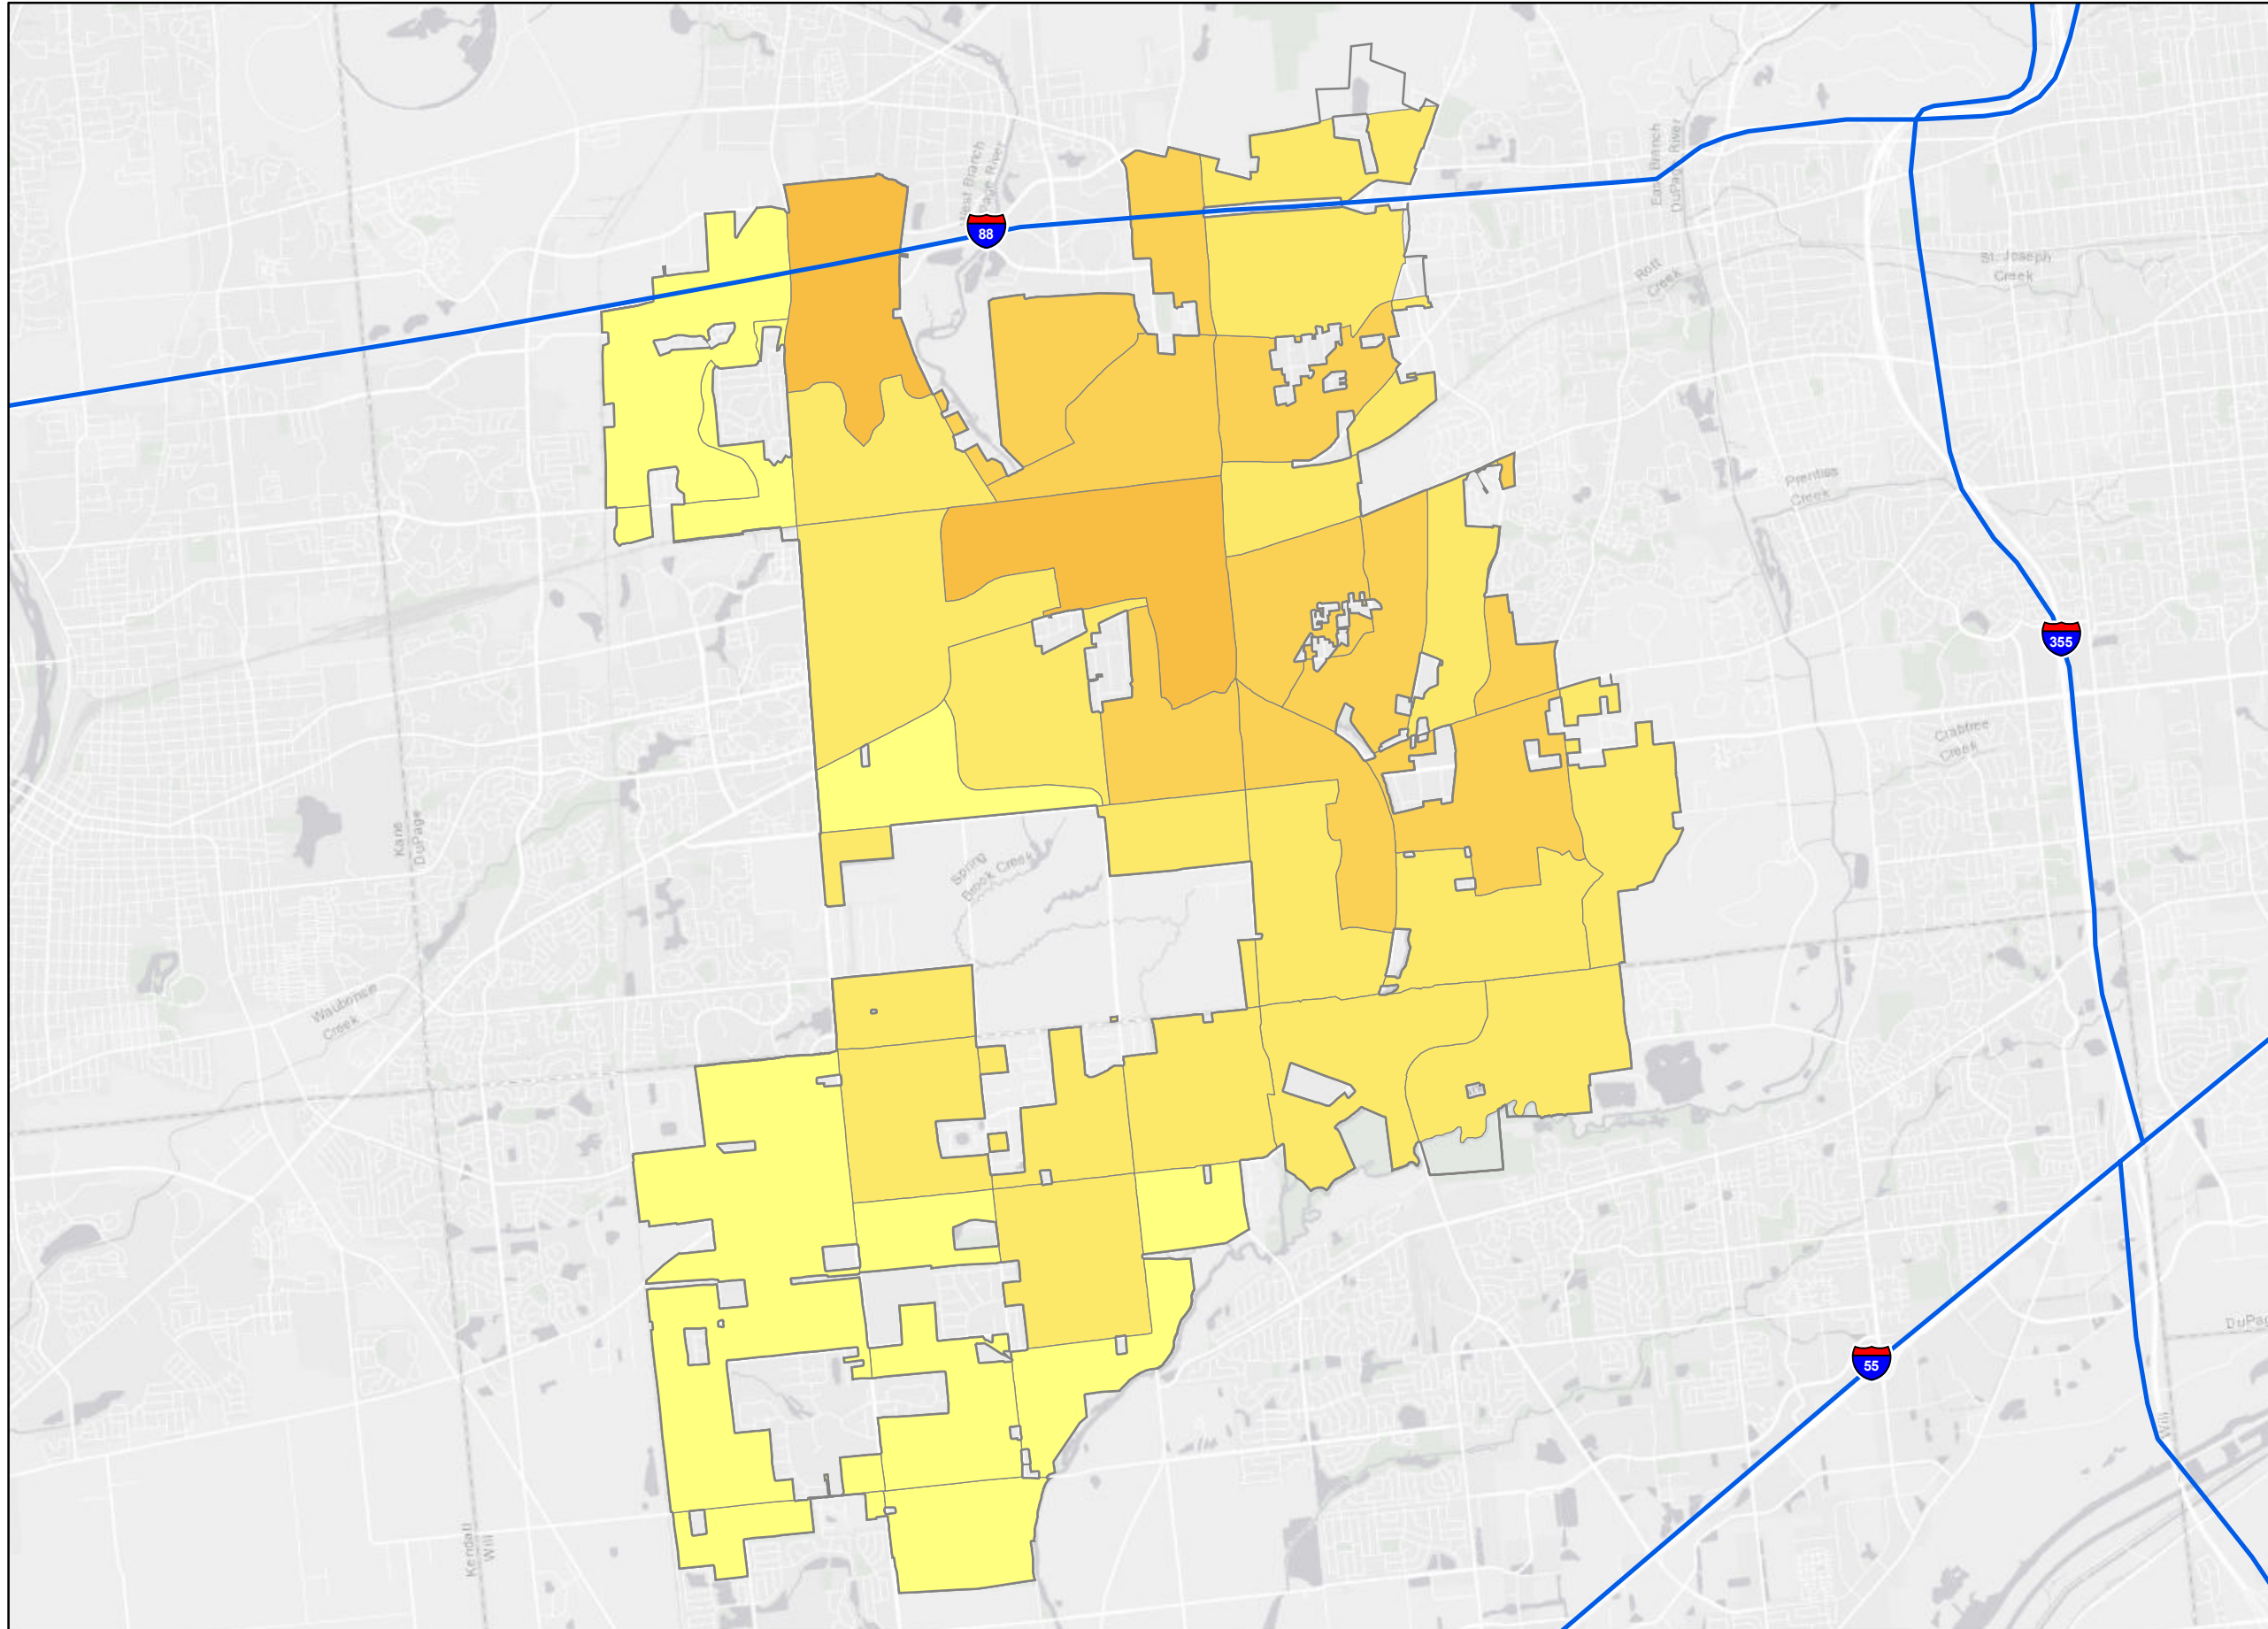 West Branch
DuPage River
East Branch
DuPage River
88
St. Joseph
Creek
Rott
Creek
Prentiss
Creek
355
Crabtree
Creek
Kane
DuPage
Spring
Brook Creek
Waubonsie
Creek
DuPag
55
Will
Kendall
Will